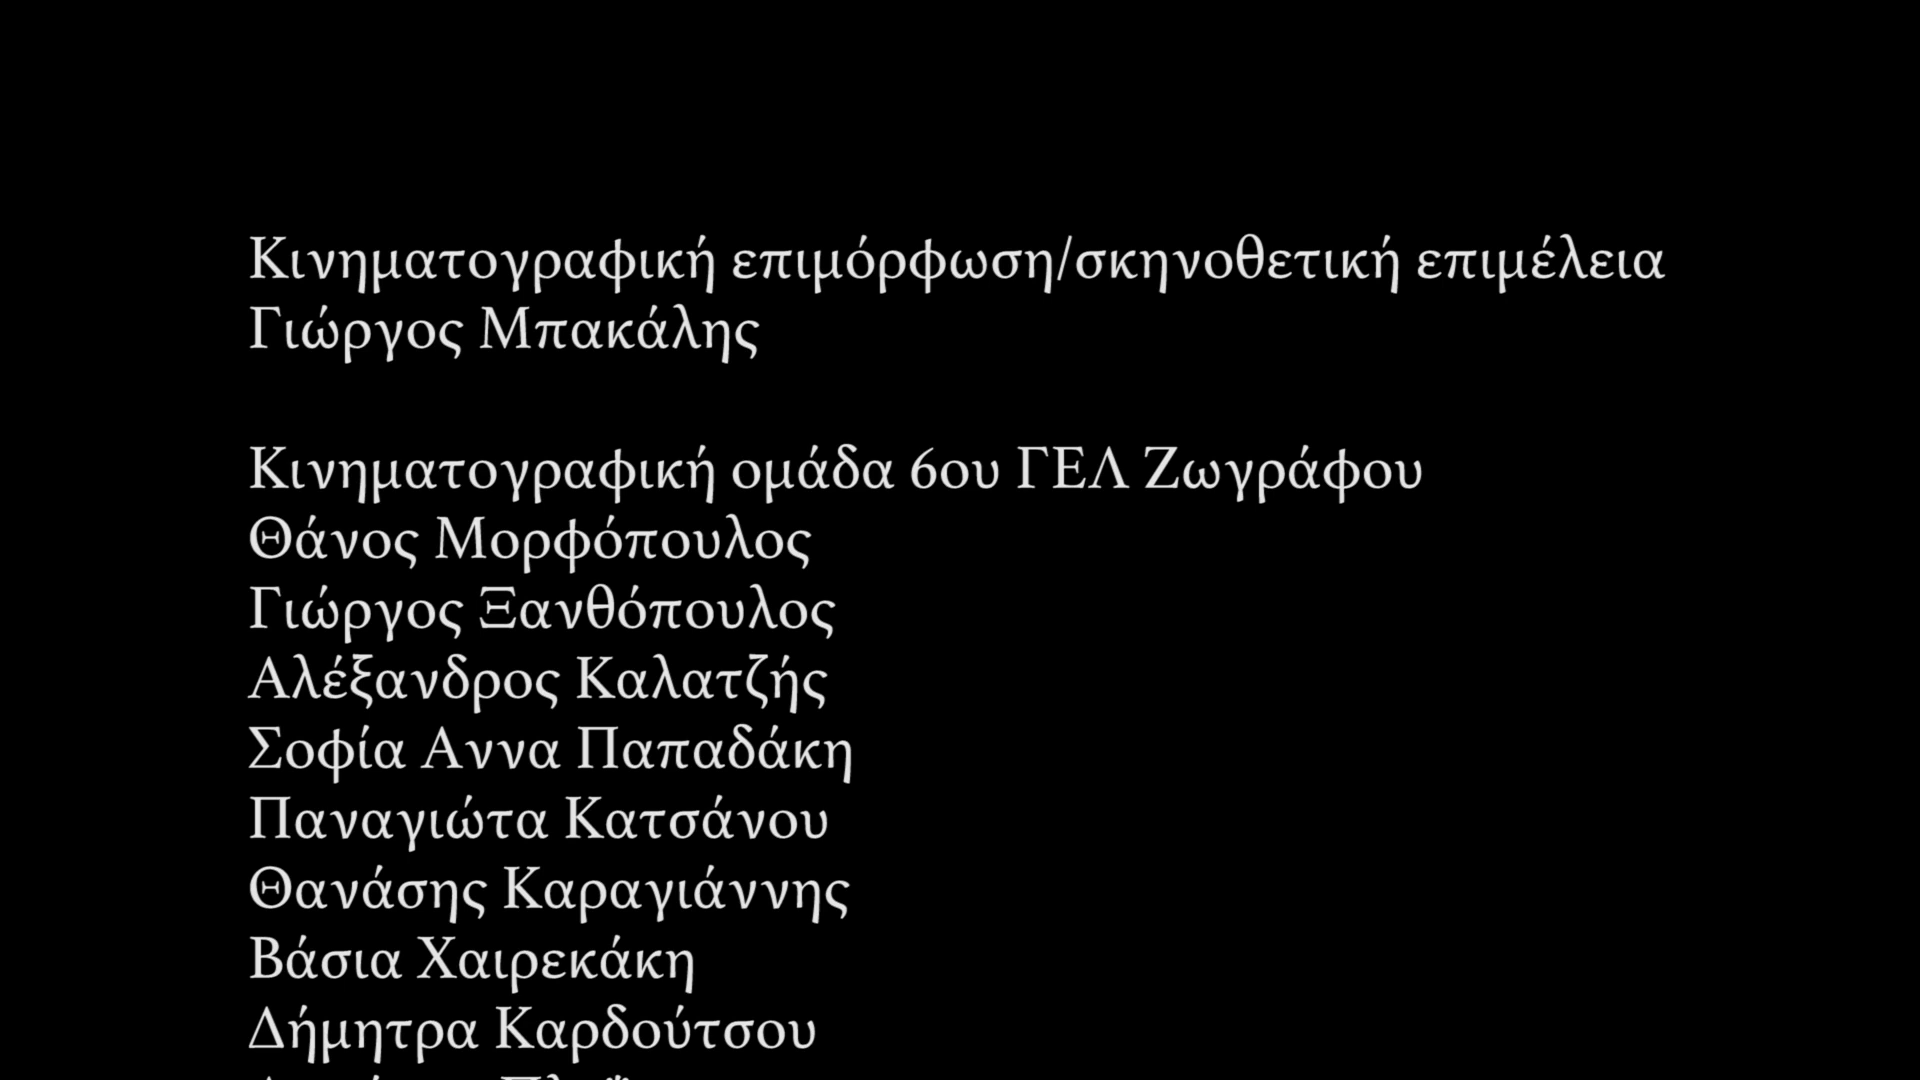 Κινηματογραφική επιμόρφωση/σκηνοθετική επιμέλεια
Γιώργος Μπακάλης
Κινηματογραφική ομάδα 6ου ΓΕΛ Ζωγράφου
Θάνος Μορφόπουλος
Γιώργος Ξανθόπουλος
Αλέξανδρος Καλατζής
Σοφία Αννα Παπαδάκη
Παναγιώτα Κατσάνου
Θανάσης Καραγιάννης
Βάσια Χαιρεκάκη
Δήμητρα Καρδούτσου